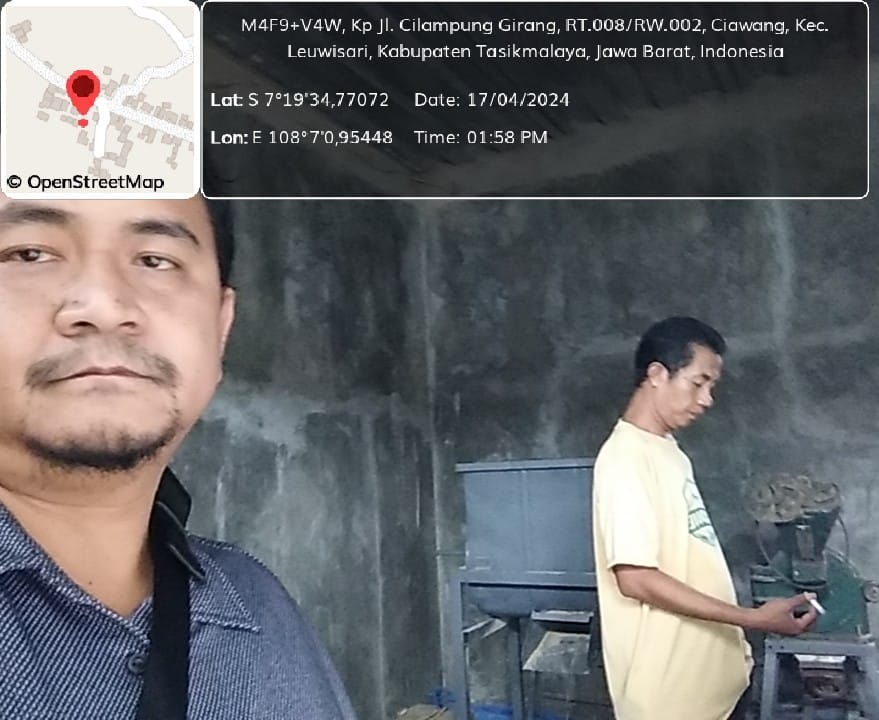 M4F9+V4W, Kp Jl. Cilampung Girang, RT.008/RW.002, Ciawang, Kec.
Leuwisari, Kabupaten Tasikmalaya, Jawa Barat, Indonesia
Lat: S 7°19'34,77072 Date: 17/04/2024
Lon: E 108°7'0,95448 Time: 01:58 PM
© OpenStreetMap